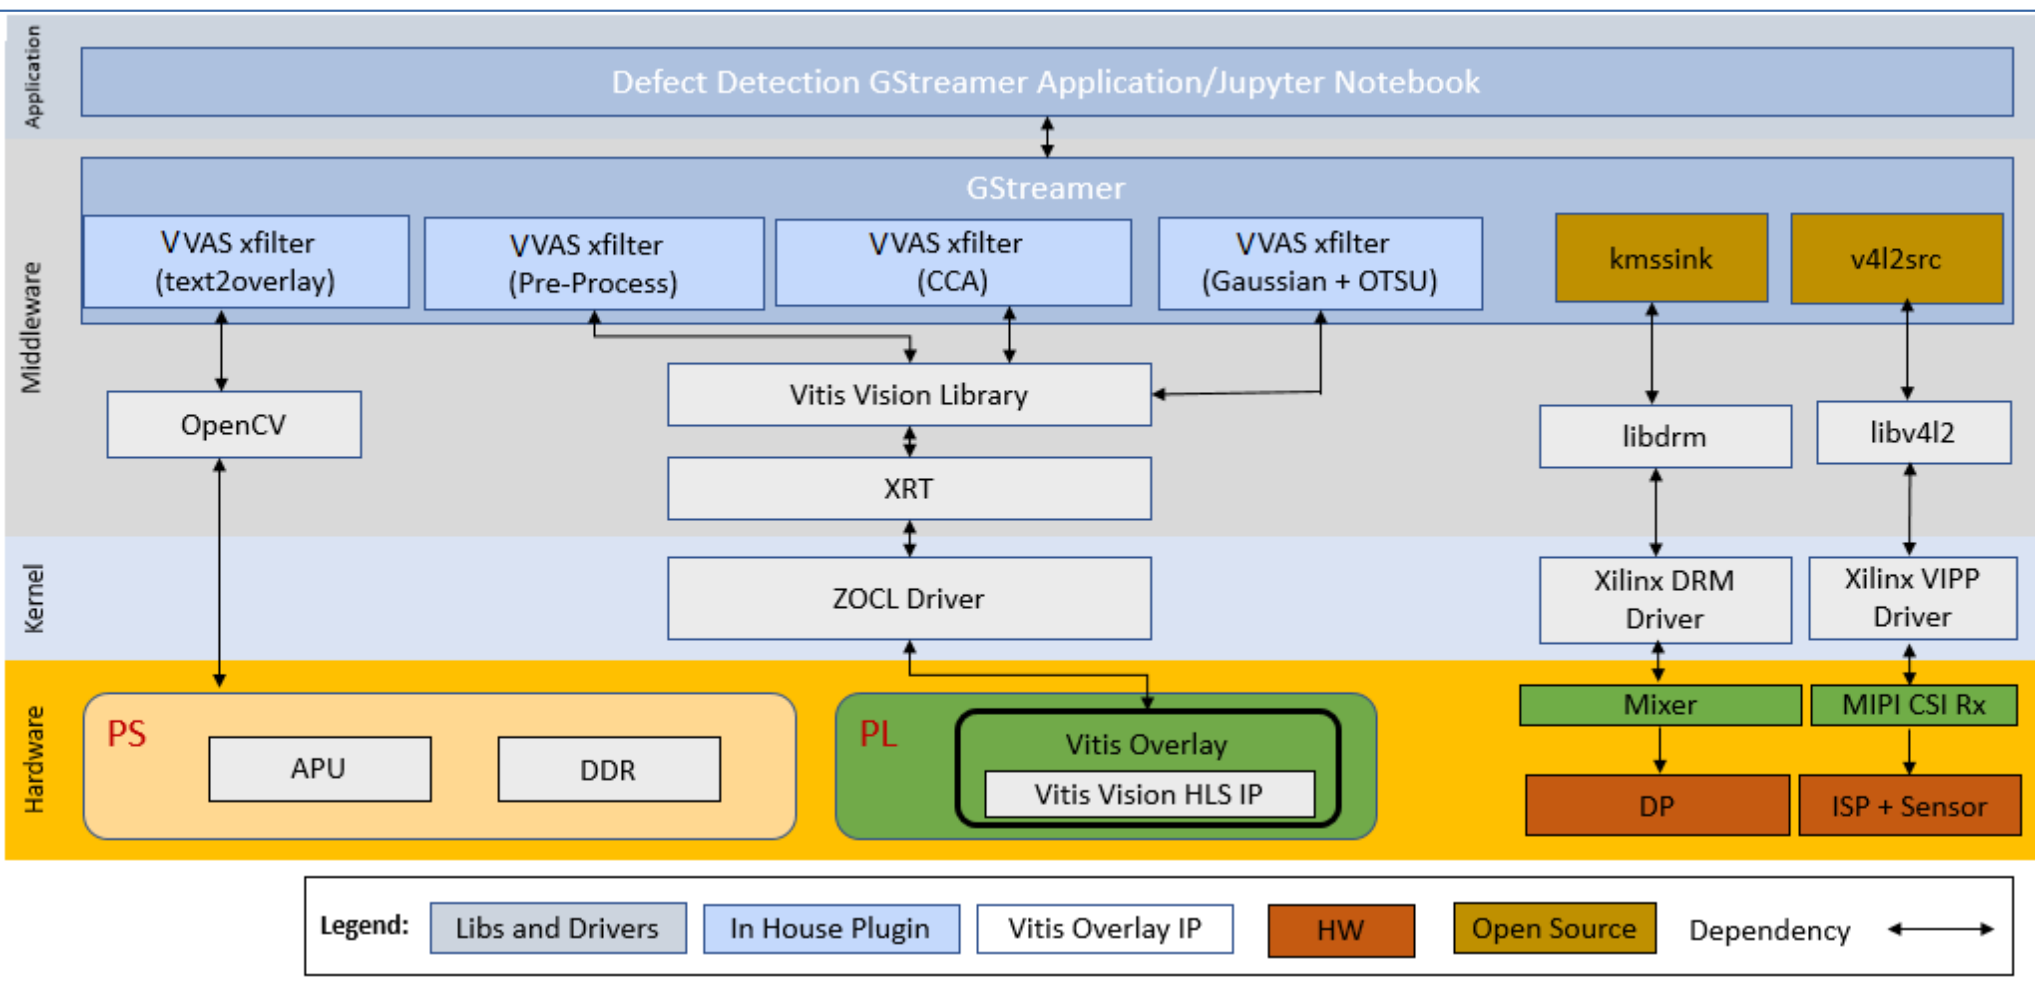 Application
Defect Detection GStreamer Application/Jupyter Notebook
Middleware
GStreamer
VVAS xfilter
(text2overlay)
VVAS xfilter
(Pre-Process)
VVAS xfilter
(CCA)
VVAS xfilter
(Gaussian + OTSU)
kmssink
v4l2src
OpenCV
Vitis Vision Library
libdrm
libv4l2
XRT
Kernel
ZOCL Driver
Xilinx DRM
Driver
Xilinx VIPP
Driver
Hardware
PS
APU
DDR
PL
Vitis Overlay
Vitis Vision HLS IP
Mixer
MIPI CSI Rx
DP
ISP + Sensor
Legend:
Libs and Drivers
In House Plugin
Vitis Overlay IP
HW
Open Source
Dependency